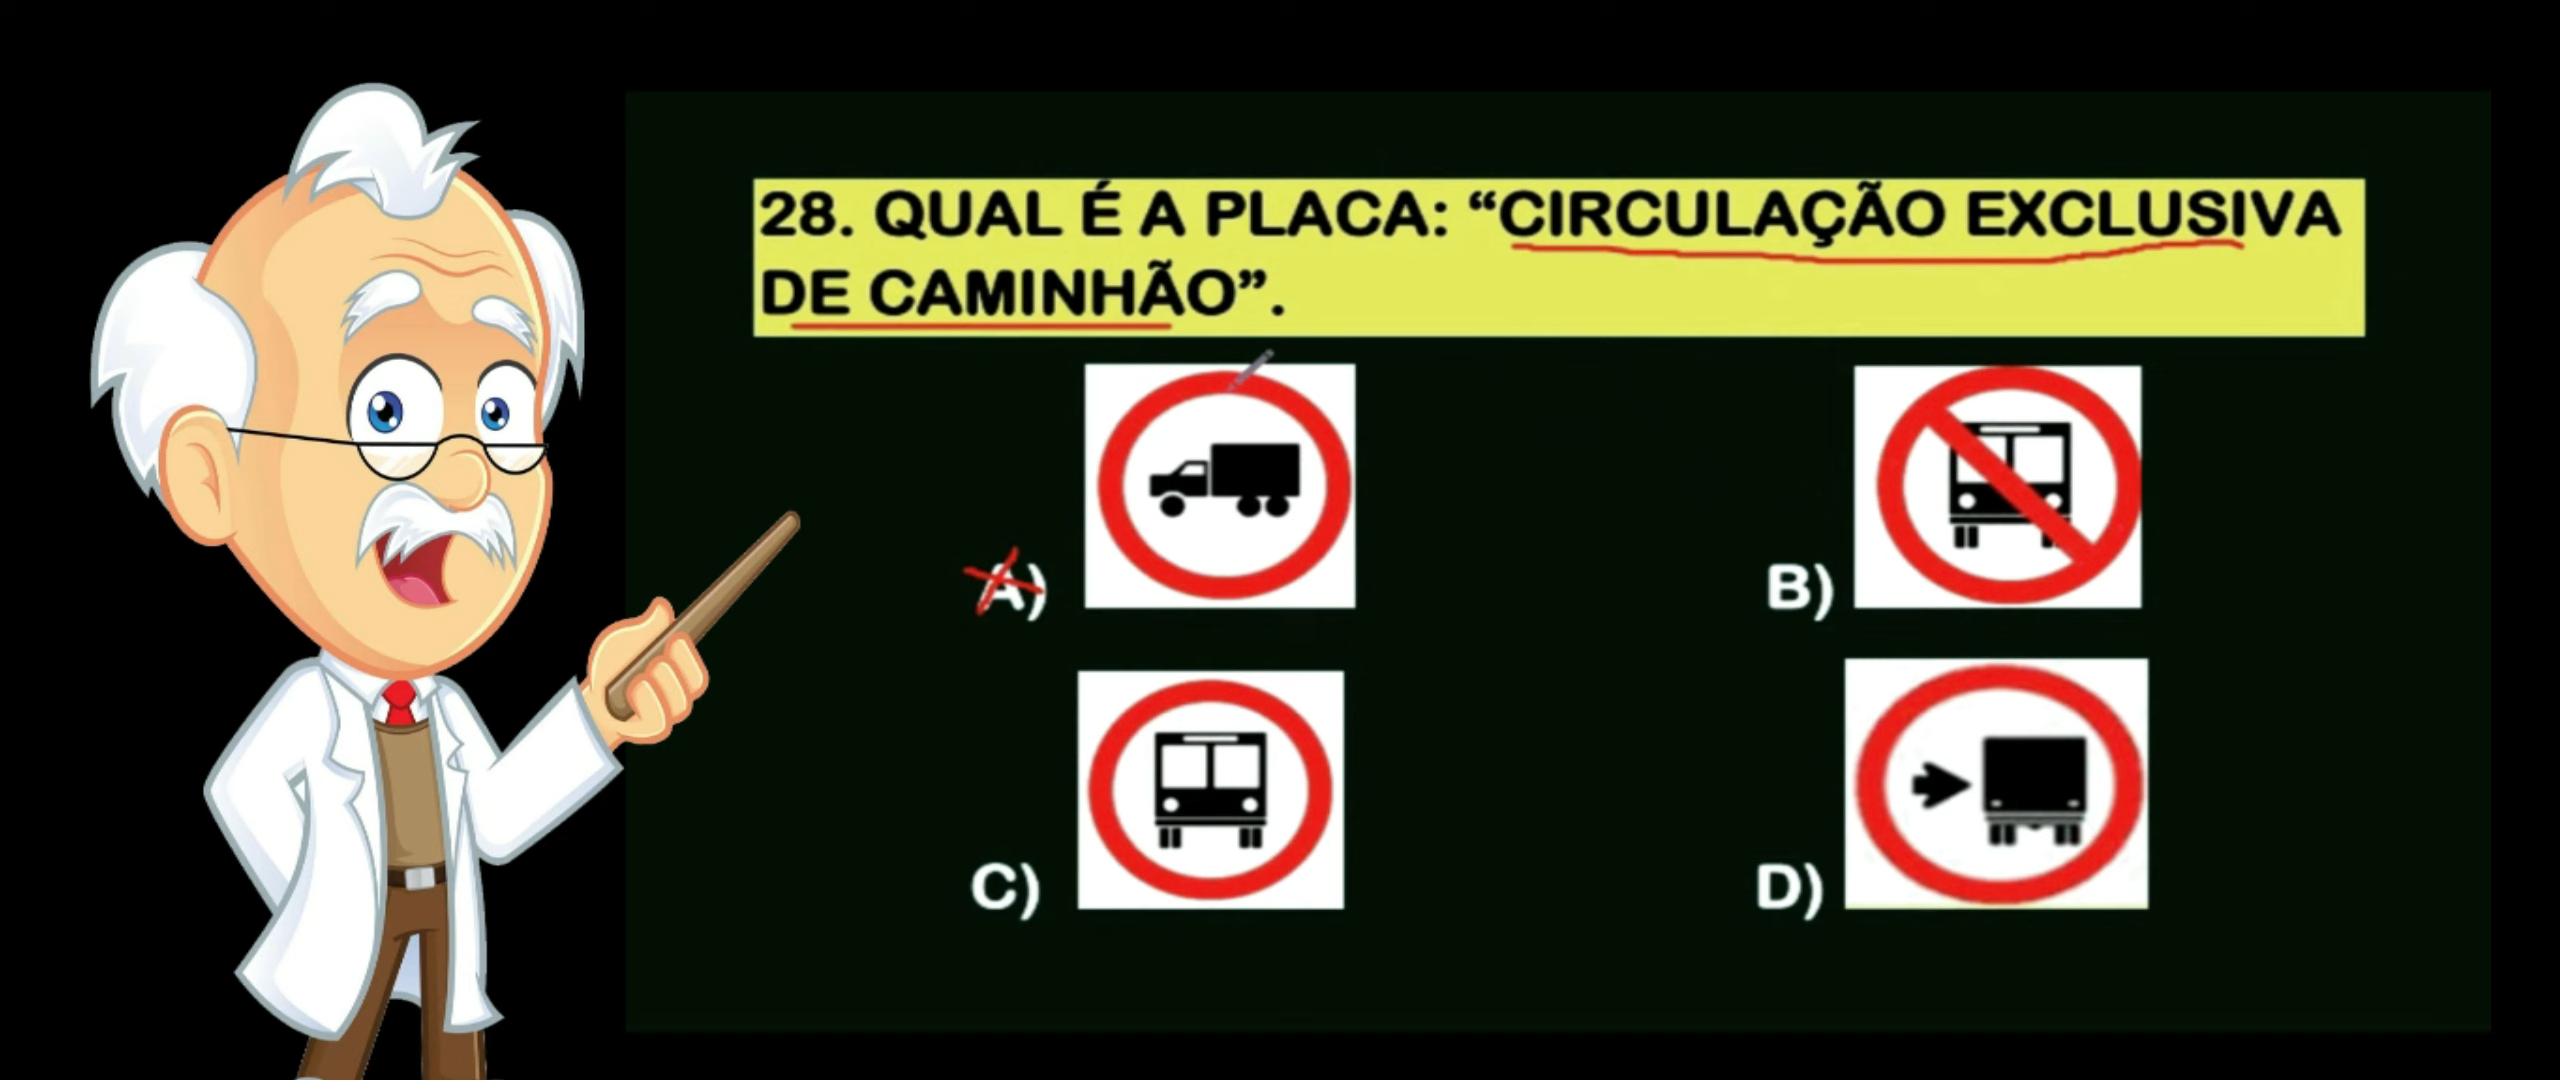 28. QUAL É A PLACA: “CIRCULAÇÃO EXCLUSIVA
DE CAMINHÃO”.
A)
B)
C)
D)